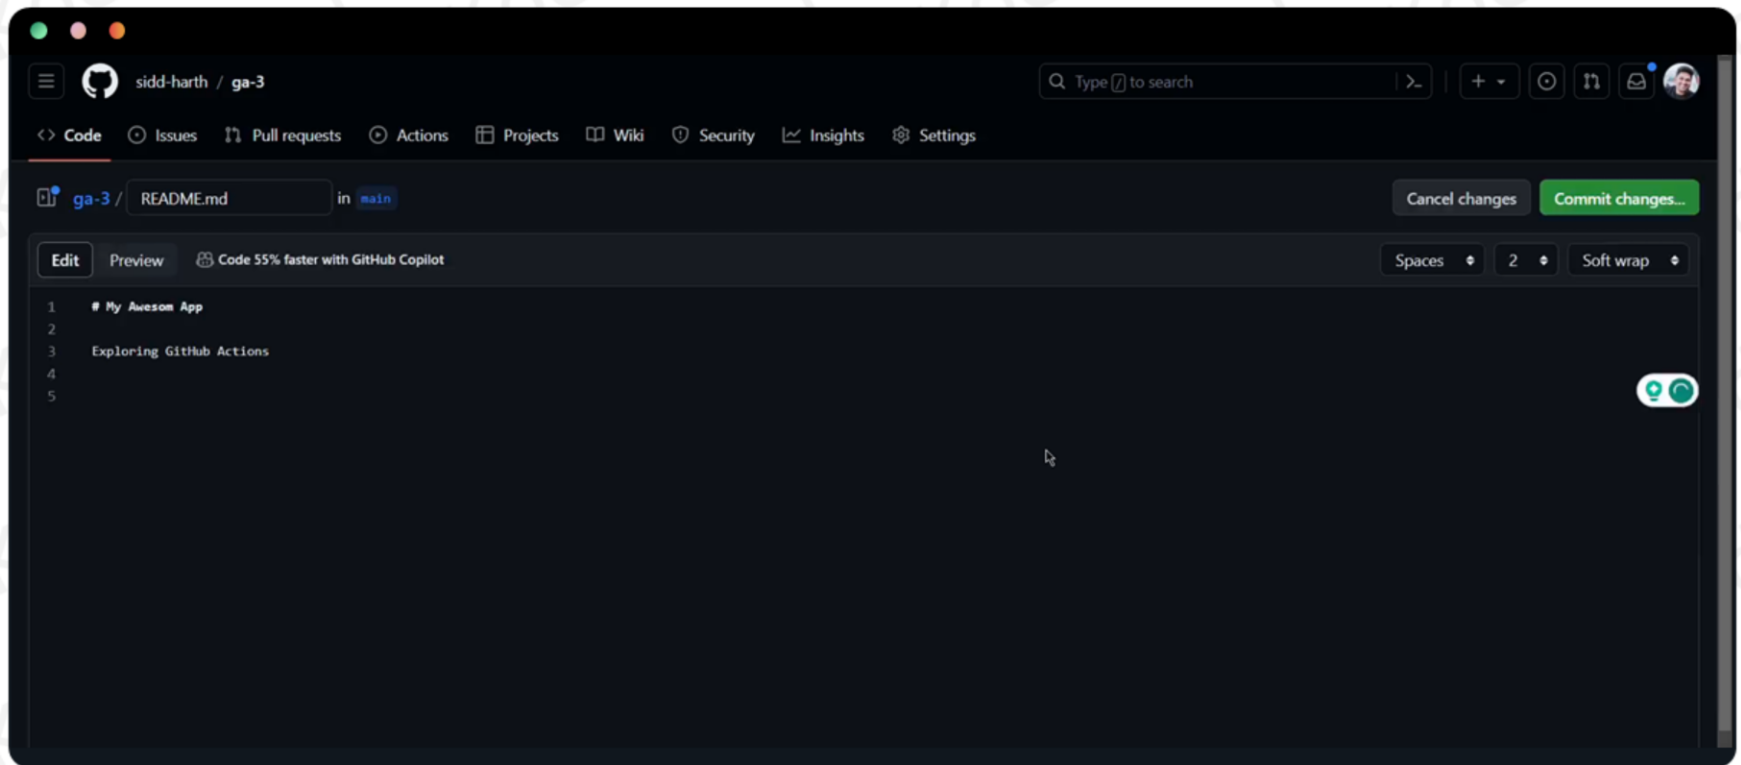 sidd-harth / ga-3
Type / to search
Code Issues Pull requests Actions Projects Wiki Security Insights Settings
ga-3 / README.md in main
Cancel changes Commit changes...
Edit Preview Code 55% faster with GitHub Copilot
Spaces 2 Soft wrap
1 # My Awesom App
2
3 Exploring GitHub Actions
4
5